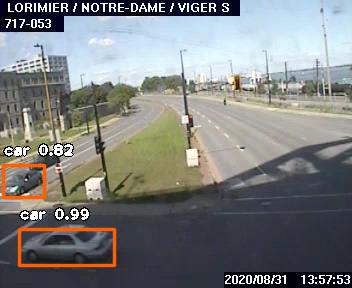 LORIMIER / NOTRE-DAME / VIGER S
717-053
car 0.82
car 0.99
2020/08/31 13:57:53